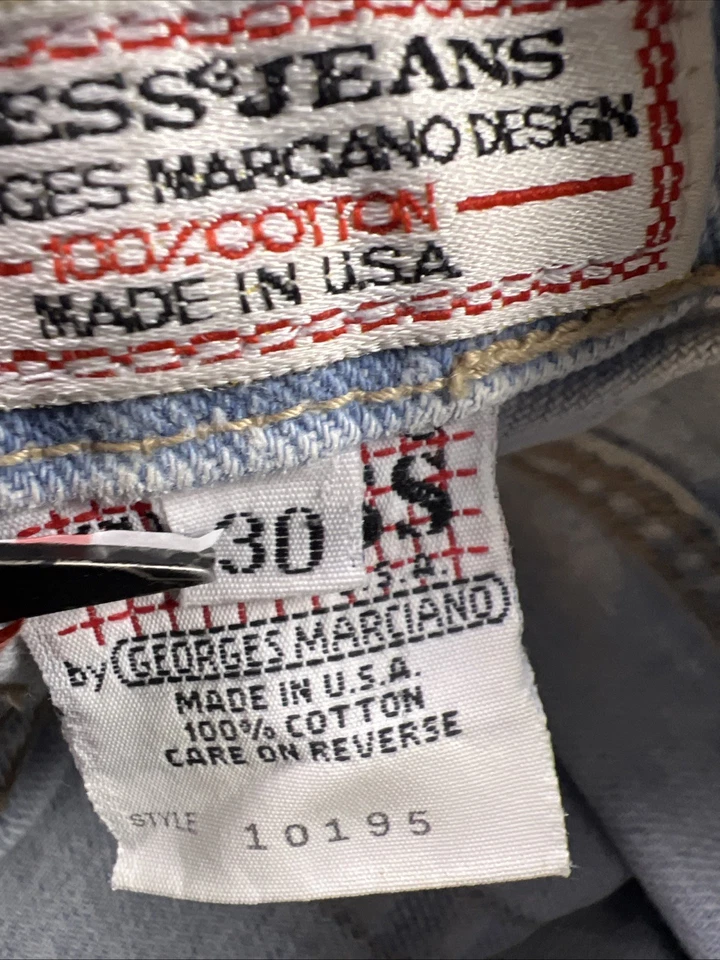 ESS JEANS
GES MARCIANO DESIGN
100% COTTON
MADE IN U.S.A
30
S
S.A.
by GEORGES MARCIANO
MADE IN U.S.A.
100% COTTON
CARE ON REVERSE
STYLE 10195